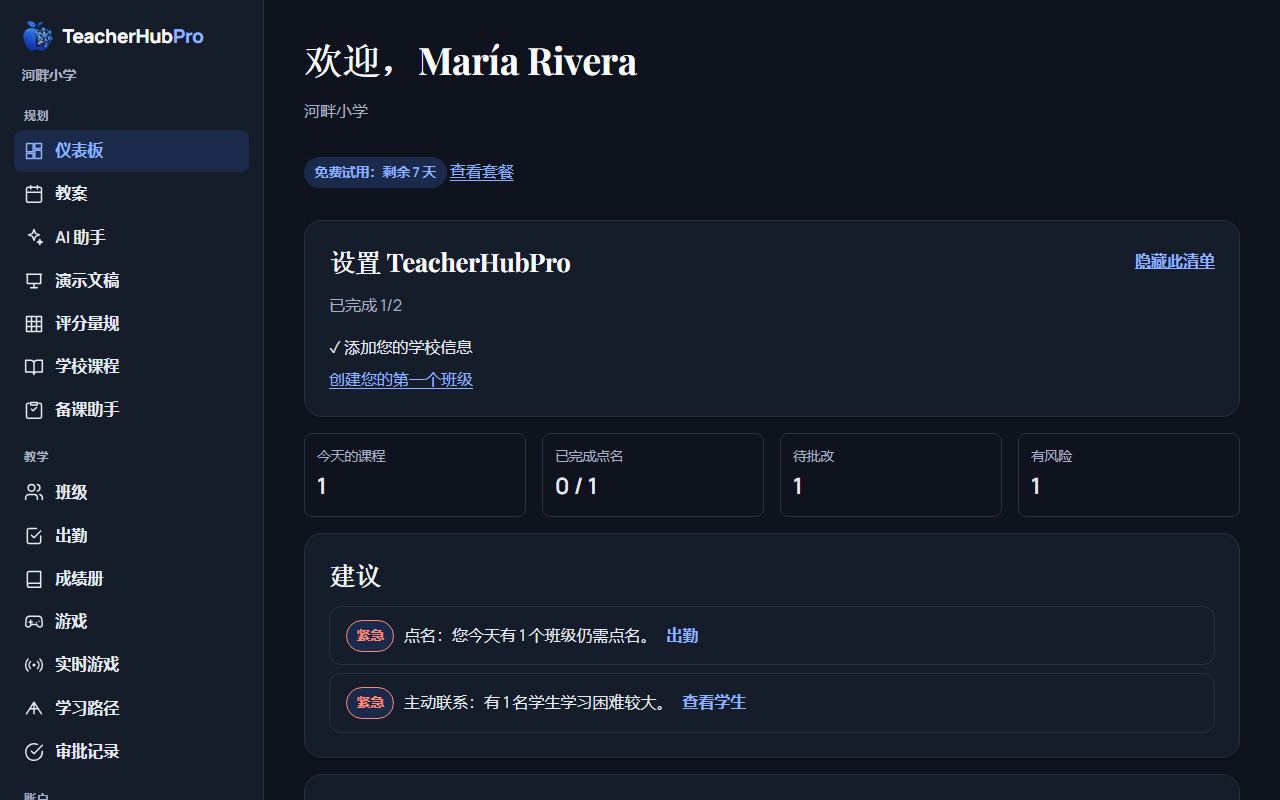 TeacherHubPro
河畔小学
规划
仪表板
教案
AI 助手
演示文稿
评分量规
学校课程
备课助手
教学
班级
出勤
成绩册
游戏
实时游戏
学习路径
审批记录
账户
欢迎，María Rivera
河畔小学
免费试用：剩余 7 天 查看套餐
设置 TeacherHubPro
隐藏此清单
已完成 1/2
✓ 添加您的学校信息
创建您的第一个班级
今天的课程
1
已完成点名
0 / 1
待批改
1
有风险
1
建议
紧急 点名：您今天有 1 个班级仍需点名。 出勤
紧急 主动联系：有 1 名学生学习困难较大。 查看学生